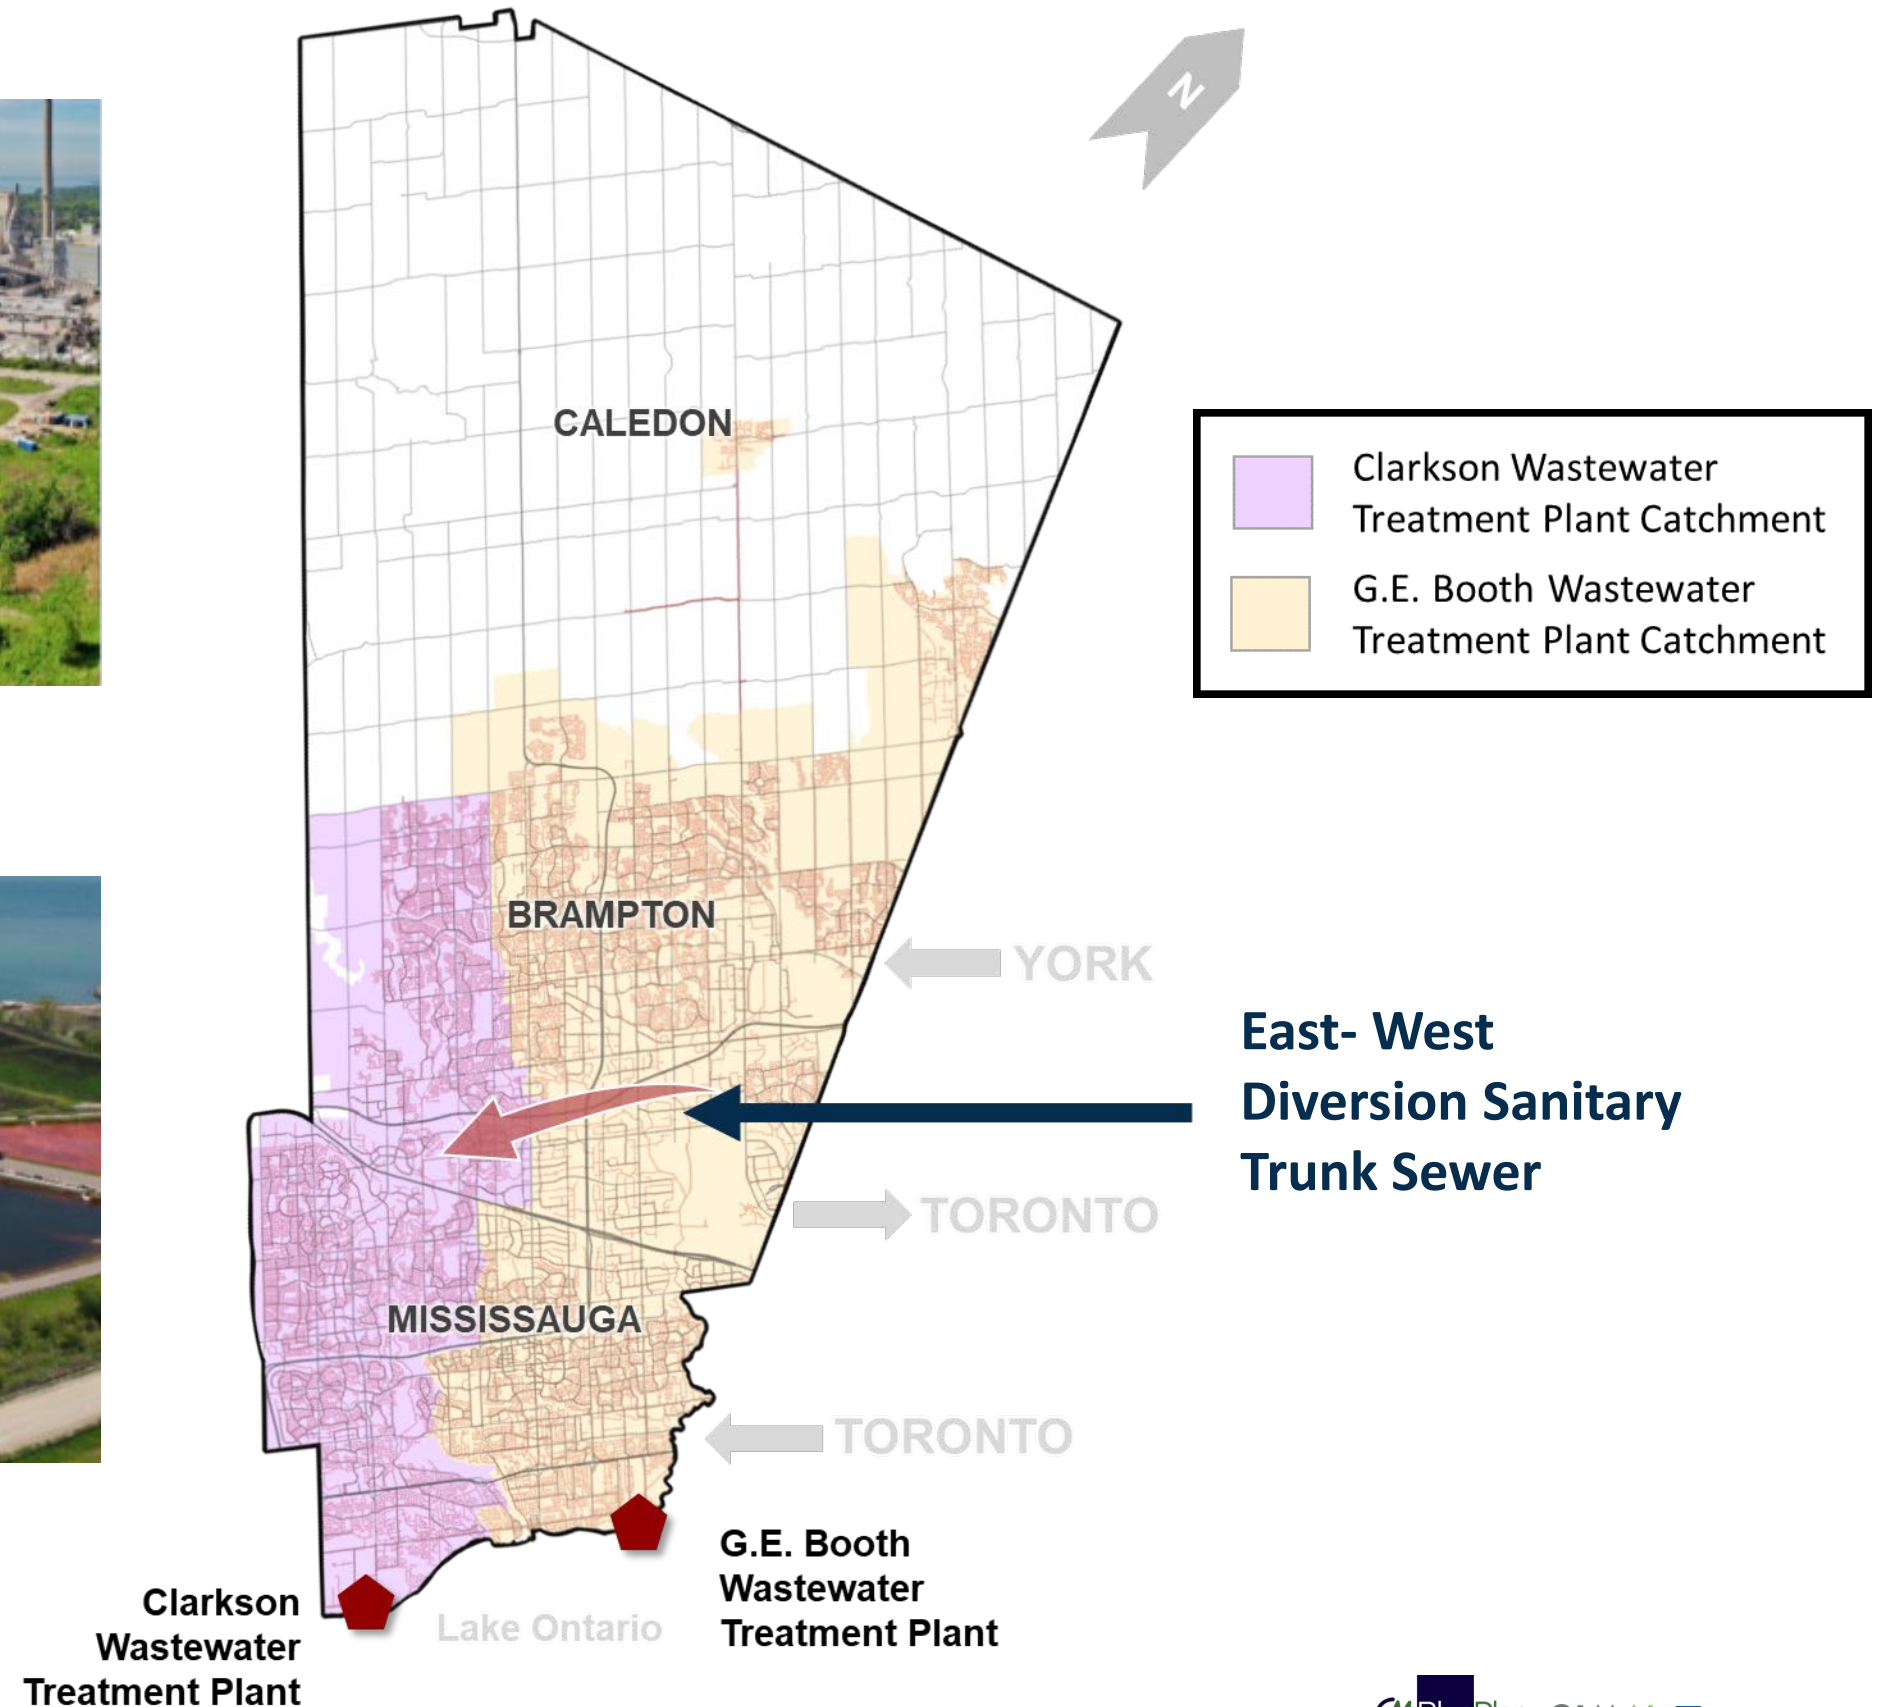 N
CALEDON
Clarkson Wastewater
Treatment Plant Catchment
G.E. Booth Wastewater
Treatment Plant Catchment
BRAMPTON
YORK
East- West
Diversion Sanitary
Trunk Sewer
TORONTO
MISSISSAUGA
TORONTO
G.E. Booth
Wastewater
Treatment Plant
Clarkson
Wastewater
Treatment Plant
Lake Ontario